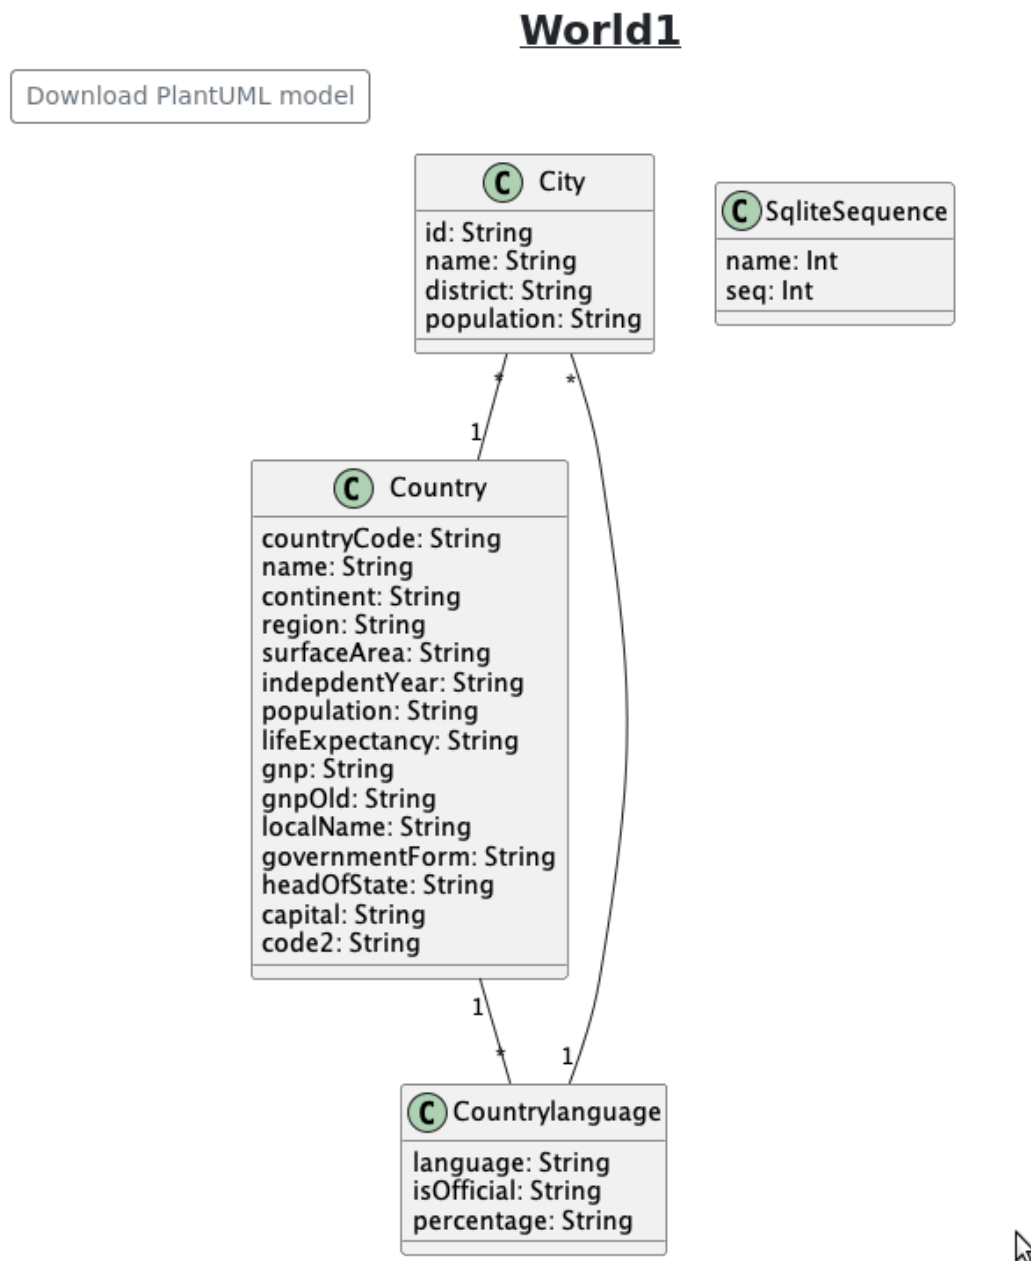 World1
Download PlantUML model
C City
id: String
name: String
district: String
population: String
C SqliteSequence
name: Int
seq: Int
* *
1
C Country
countryCode: String
name: String
continent: String
region: String
surfaceArea: String
indepdentYear: String
population: String
lifeExpectancy: String
gnp: String
gnpOld: String
localName: String
governmentForm: String
headOfState: String
capital: String
code2: String
1
* 1
C Countrylanguage
language: String
isOfficial: String
percentage: String